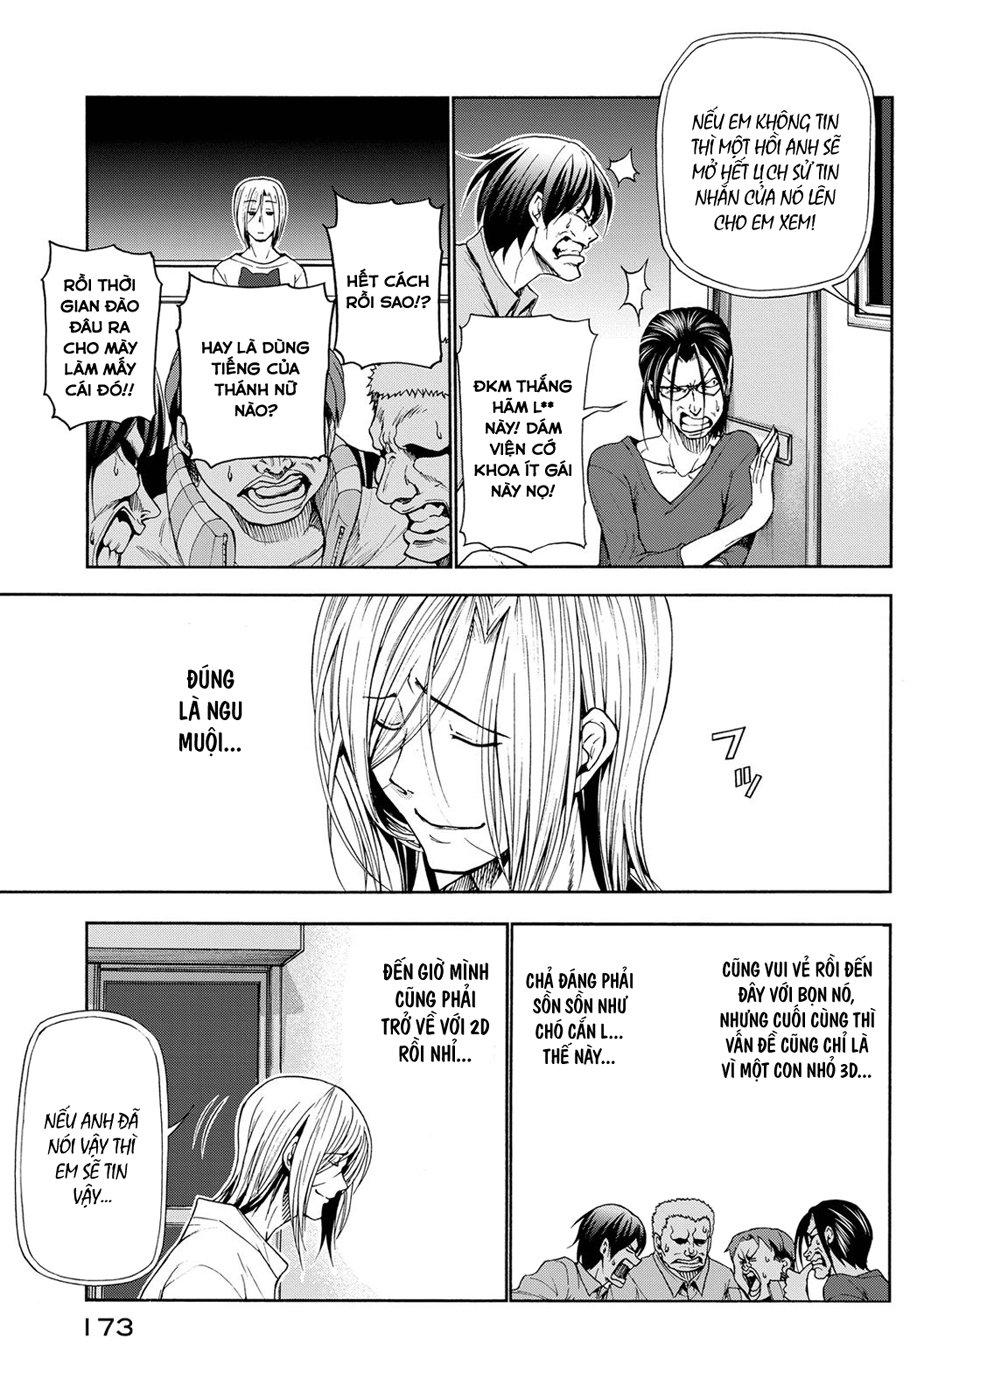 NẾU EM KHÔNG TIN
THÌ MỘT HỒI ANH SẼ
MỞ HẾT LỊCH SỬ TIN
NHẮN CỦA NÓ LÊN
CHO EM XEM!
ĐKM THẮNG
HÃM L**
NÀY! DÁM
VIỆN CỚ
KHOA ÍT GÁI
NÀY NỌ!
HẾT CÁCH
RỒI SAO!?
HAY LÀ DÙNG
TIẾNG CỦA
THÁNH NỮ
NÀO?
RỒI THỜI
GIAN ĐÀO
ĐÂU RA
CHO MÀY
LÀM MẤY
CÁI ĐÓ!!
フ
ッ
ĐÚNG
LÀ NGU
MUỘI...
CŨNG VUI VẺ RỒI ĐẾN
ĐÂY VỚI BỌN NÓ,
NHƯNG CUỐI CÙNG THÌ
VẤN ĐỀ CŨNG CHỈ LÀ
VÌ MỘT CON NHỎ 3D...
CHẢ ĐÁNG PHẢI
SỒN SỒN NHƯ
CHÓ CẮN L...
THẾ NÀY...
ĐẾN GIỜ MÌNH
CŨNG PHẢI
TRỞ VỀ VỚI 2D
RỒI NHỈ...
NẾU ANH ĐÃ
NÓI VẬY THÌ
EM SẼ TIN
VẬY...
173